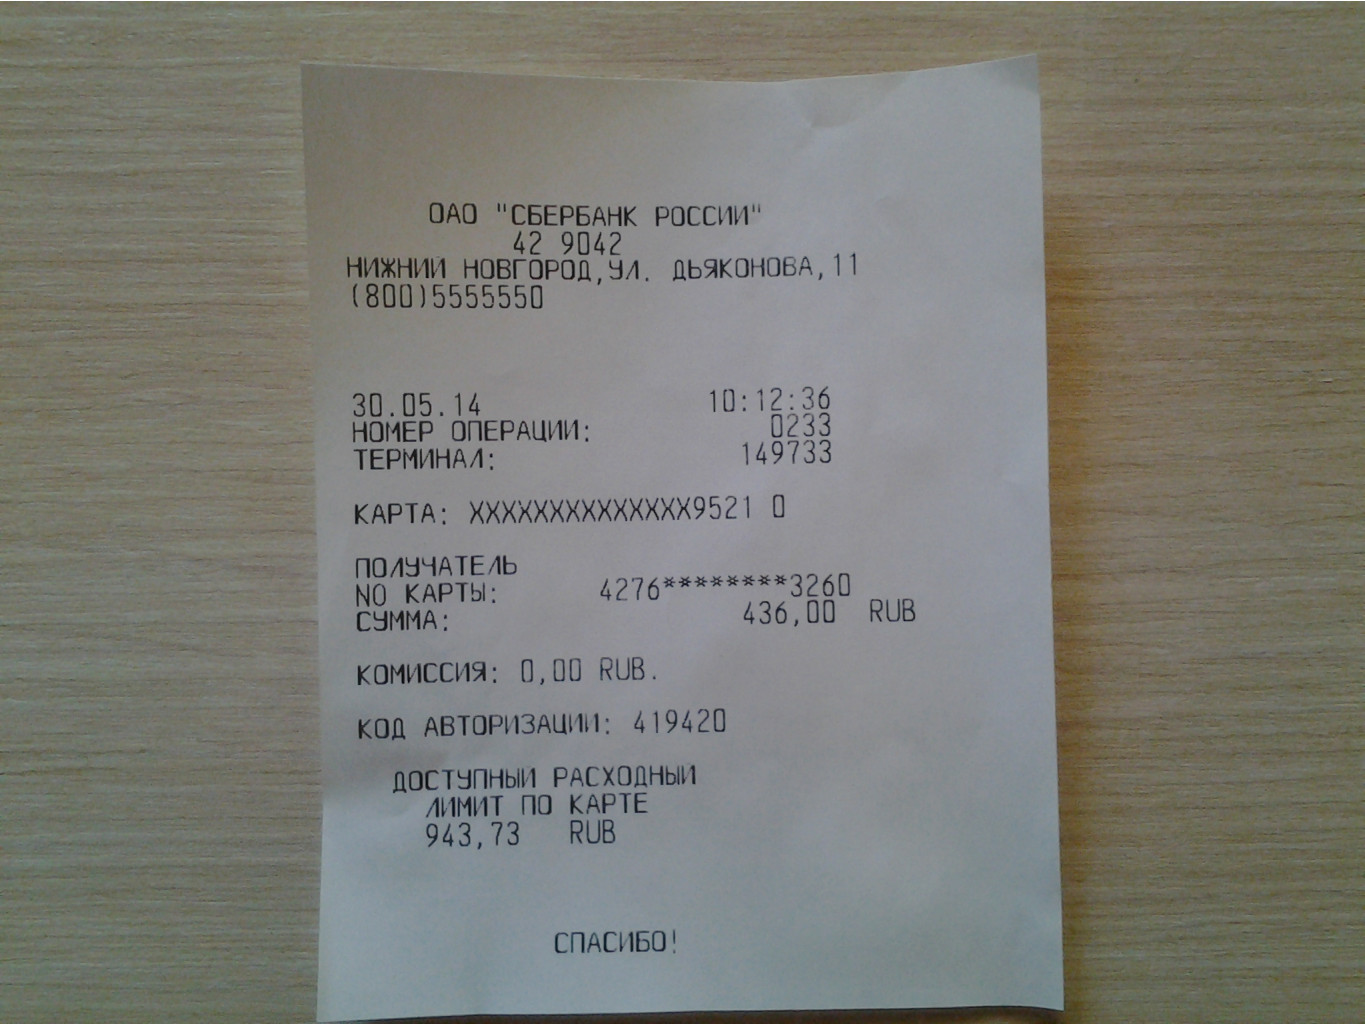 ОАО "СБЕРБАНК РОССИИ"
42 9042
НИЖНИЙ НОВГОРОД,УЛ. ДЬЯКОНОВА,11
(800)5555550
30.05.14 10:12:36
НОМЕР ОПЕРАЦИИ: 0233
ТЕРМИНАЛ: 149733
КАРТА: XXXXXXXXXXXXXX9521 0
ПОЛУЧАТЕЛЬ
NO КАРТЫ: 4276********3260
СУММА: 436,00 RUB
КОМИССИЯ: 0,00 RUB.
КОД АВТОРИЗАЦИИ: 419420
ДОСТУПНЫЙ РАСХОДНЫЙ
ЛИМИТ ПО КАРТЕ
943,73 RUB
СПАСИБО!